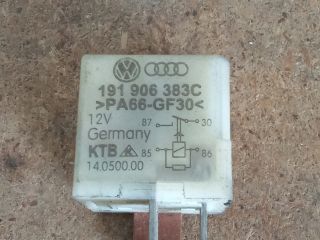 191 906 383C
>PA66-GF30<
12V
87 30
Germany
KTB 85 86
14.0500.00